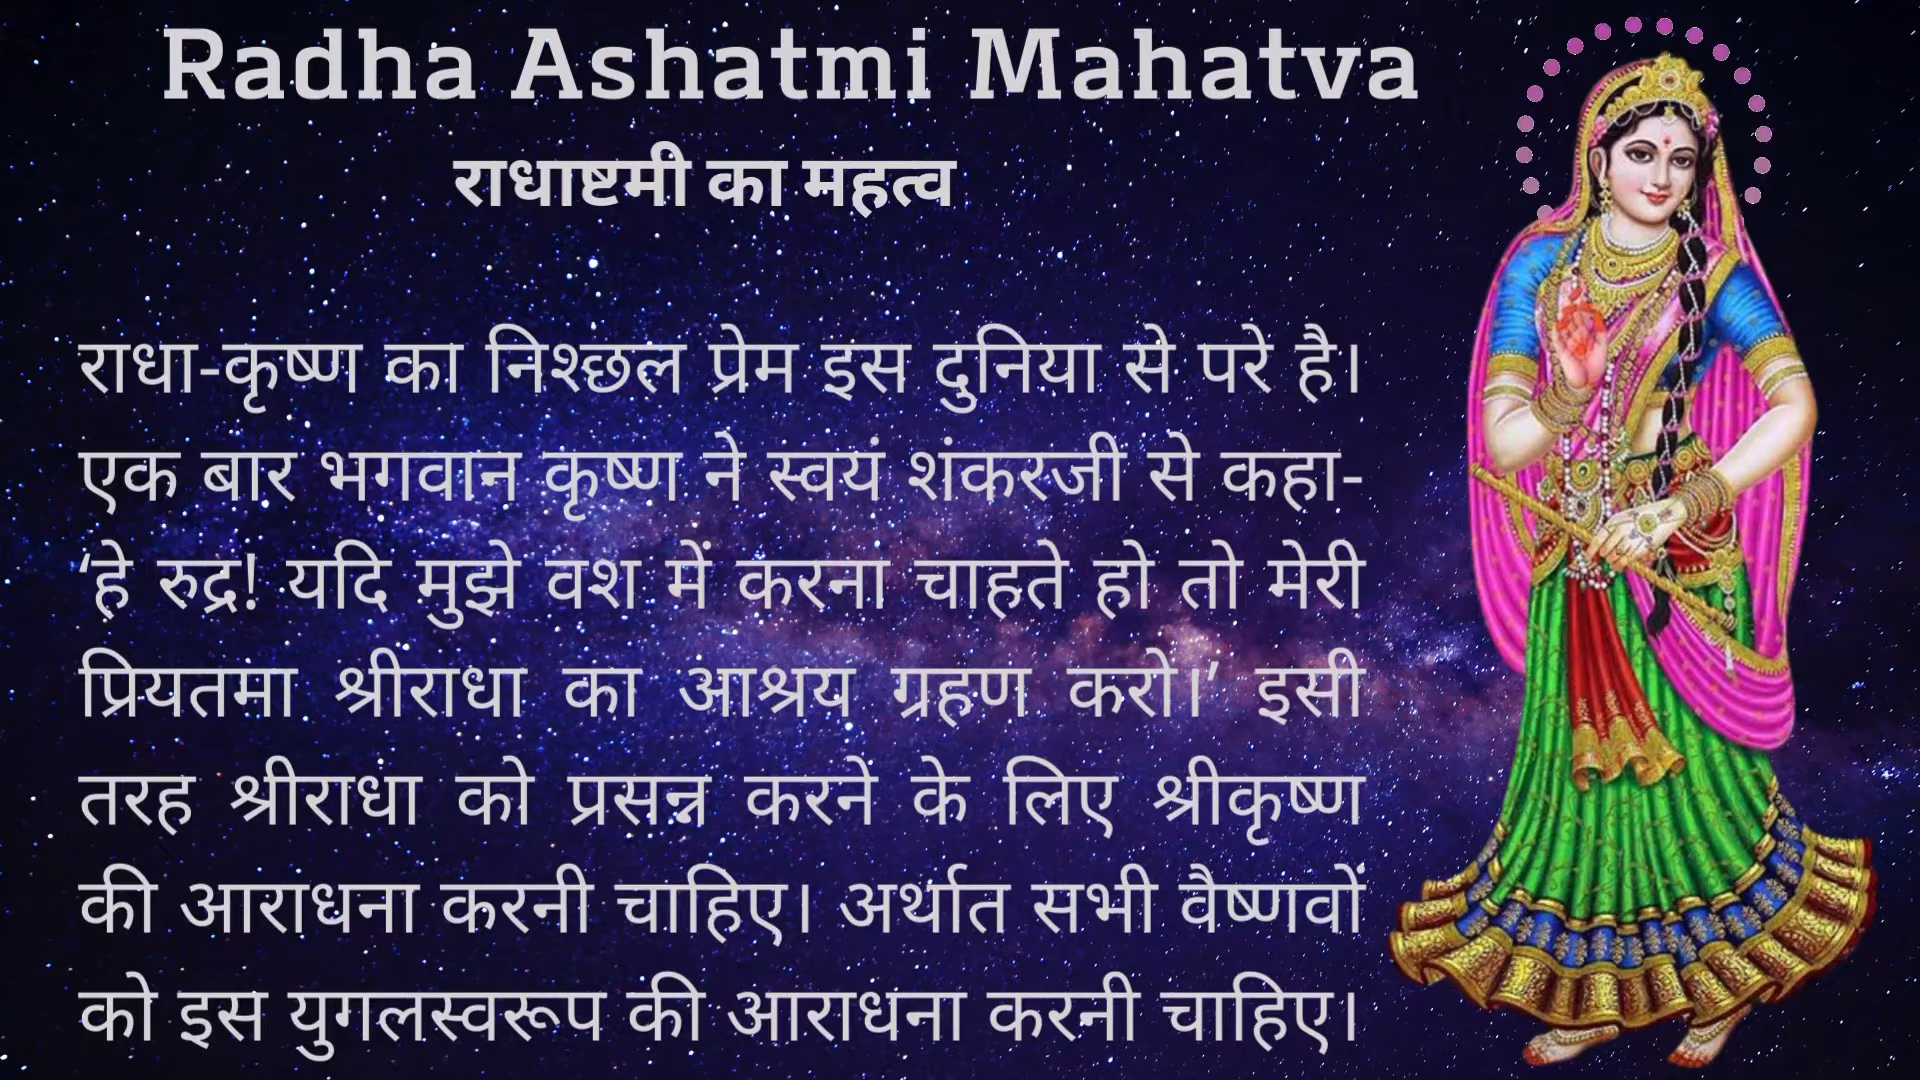 Radha Ashatmi Mahatva
राधाष्टमी का महत्व
राधा-कृष्ण का निश्छल प्रेम इस दुनिया से परे है।
एक बार भगवान कृष्ण ने स्वयं शंकरजी से कहा-
‘हे रुद्र! यदि मुझे वश में करना चाहते हो तो मेरी
प्रियतमा श्रीराधा का आश्रय ग्रहण करो।’ इसी
तरह श्रीराधा को प्रसन्न करने के लिए श्रीकृष्ण
की आराधना करनी चाहिए। अर्थात सभी वैष्णवों
को इस युगलस्वरूप की आराधना करनी चाहिए।